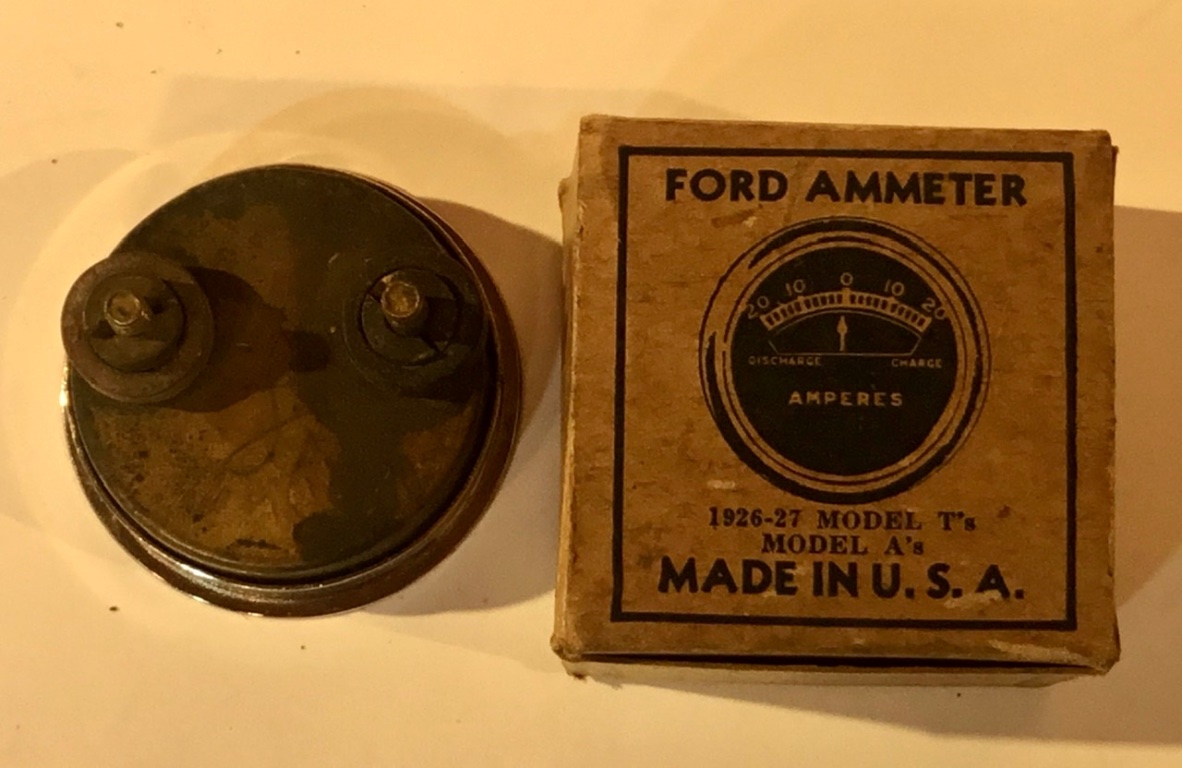 FORD AMMETER
20 10 0 10 20
DISCHARGE CHARGE
AMPERES
1926-27 MODEL T's
MODEL A's
MADE IN U. S. A.